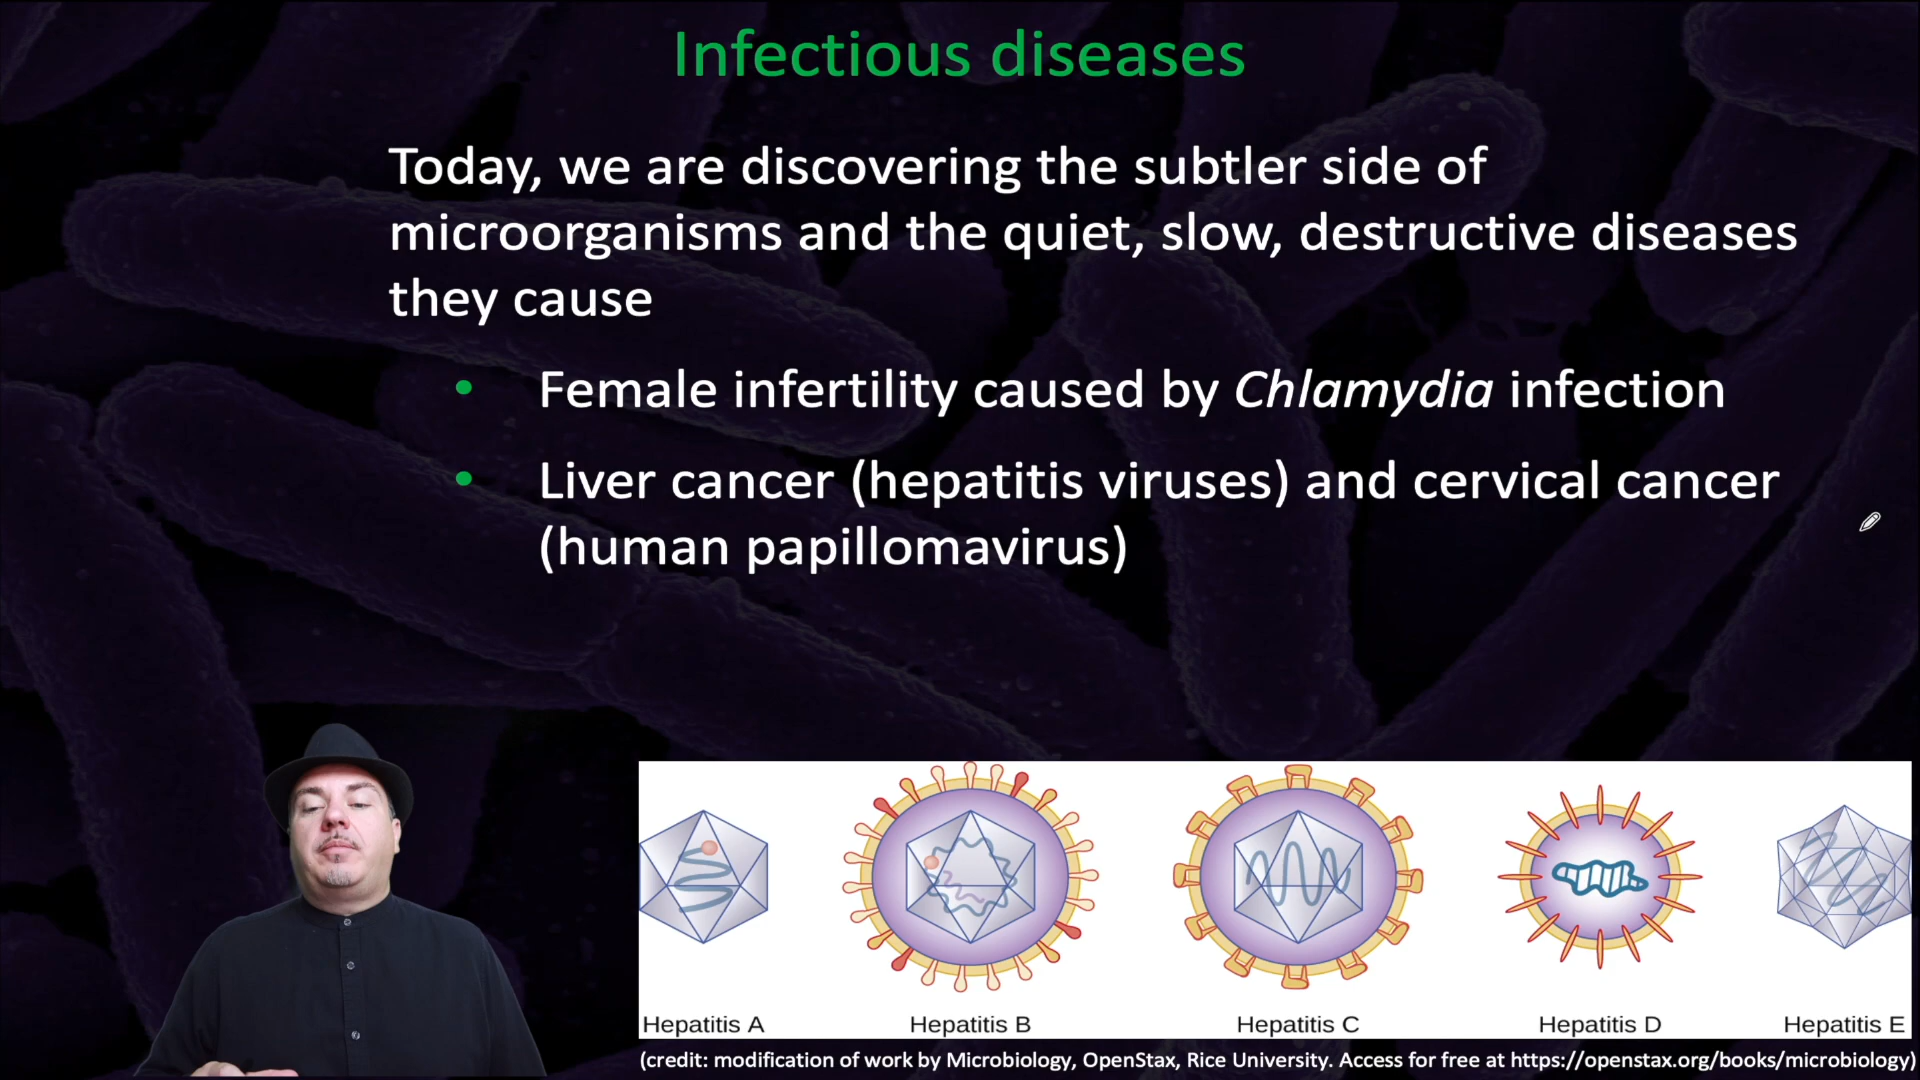 Infectious diseases
Today, we are discovering the subtler side of
microorganisms and the quiet, slow, destructive diseases
they cause
• Female infertility caused by Chlamydia infection
• Liver cancer (hepatitis viruses) and cervical cancer
(human papillomavirus)
Hepatitis A Hepatitis B Hepatitis C Hepatitis D Hepatitis E
(credit: modification of work by Microbiology, OpenStax, Rice University. Access for free at https://openstax.org/books/microbiology)